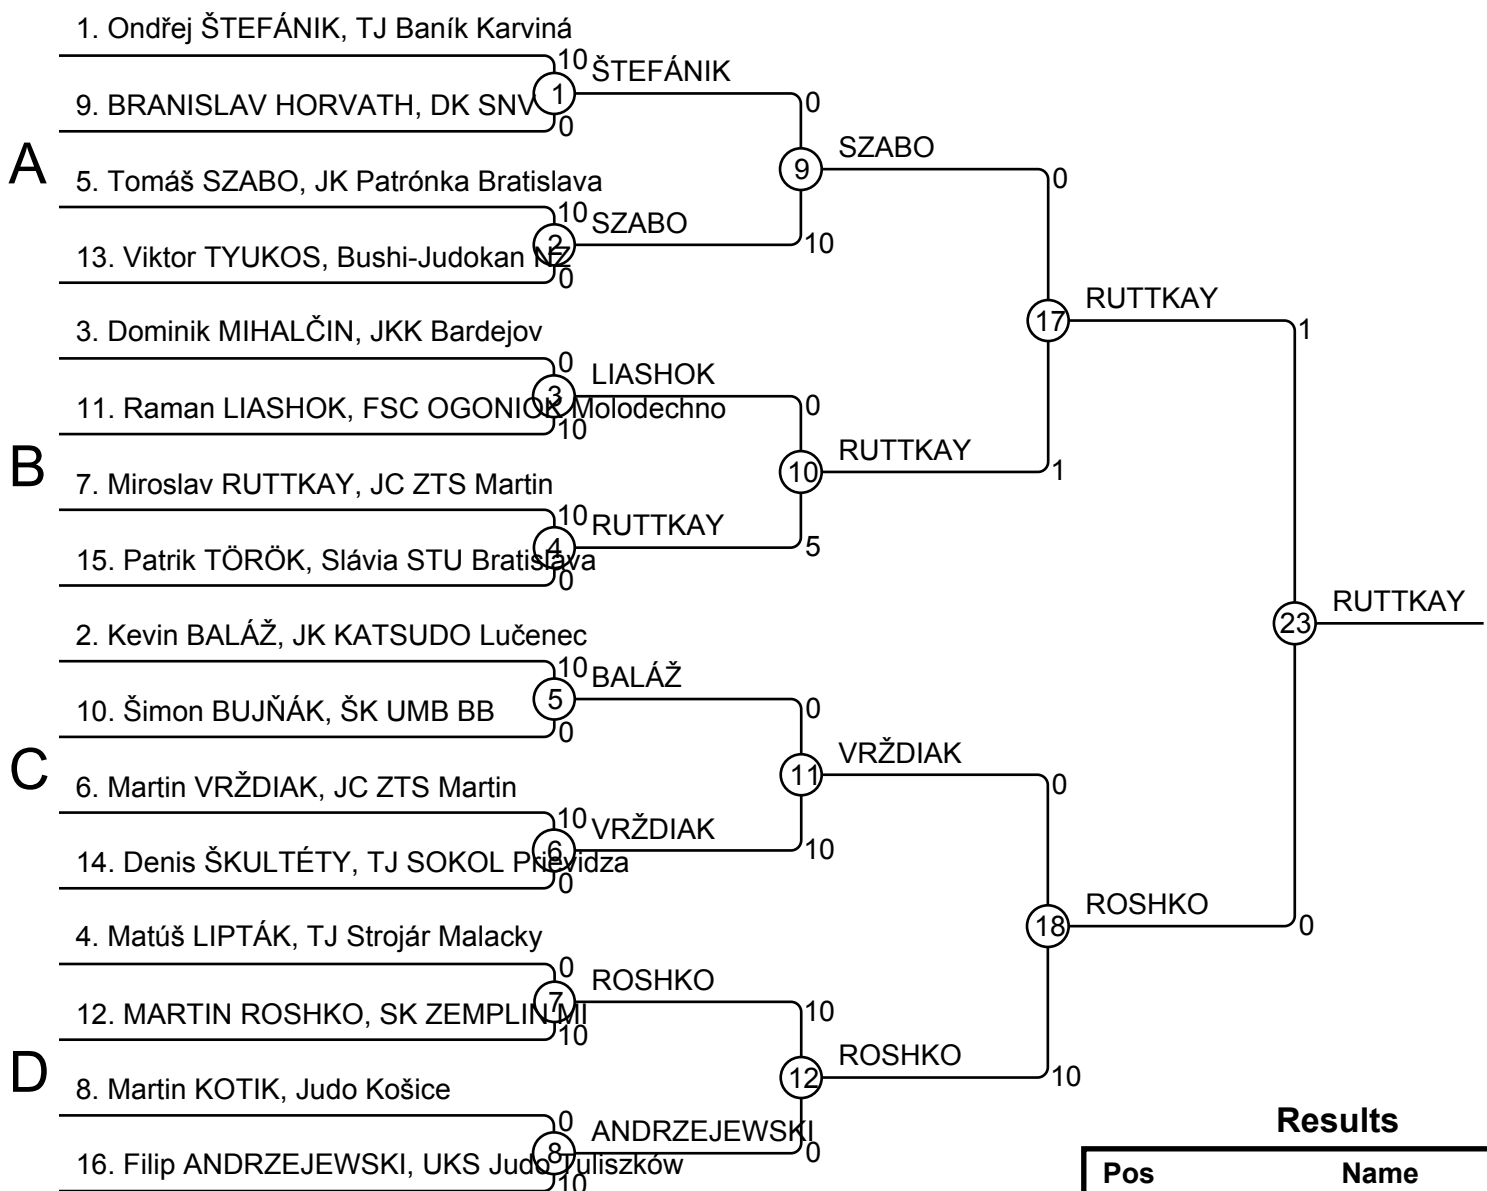 1. Ondřej ŠTEFÁNIK, TJ Baník Karviná
10
ŠTEFÁNIK
1
0
9. BRANISLAV HORVATH, DK SNV
0
SZABO
A
9
0
5. Tomáš SZABO, JK Patrónka Bratislava
10
SZABO
2
10
13. Viktor TYUKOS, Bushi-Judokan NZ
0
RUTTKAY
17
1
3. Dominik MIHALČIN, JKK Bardejov
0
LIASHOK
3
0
11. Raman LIASHOK, FSC OGONIOK Molodechno
10
RUTTKAY
B
10
1
7. Miroslav RUTTKAY, JC ZTS Martin
10
RUTTKAY
4
5
15. Patrik TÖRÖK, Slávia STU Bratislava
0
RUTTKAY
23
2. Kevin BALÁŽ, JK KATSUDO Lučenec
10
BALÁŽ
5
0
10. Šimon BUJŇÁK, ŠK UMB BB
0
VRŽDIAK
C
11
0
6. Martin VRŽDIAK, JC ZTS Martin
10
VRŽDIAK
6
10
14. Denis ŠKULTÉTY, TJ SOKOL Prievidza
0
ROSHKO
18
0
4. Matúš LIPTÁK, TJ Strojár Malacky
0
ROSHKO
7
10
12. MARTIN ROSHKO, SK ZEMPLIN MI
10
ROSHKO
D
12
10
8. Martin KOTIK, Judo Košice
0
ANDRZEJEWSKI
8
0
16. Filip ANDRZEJEWSKI, UKS Judo Tuliszków
10
Results
Pos Name